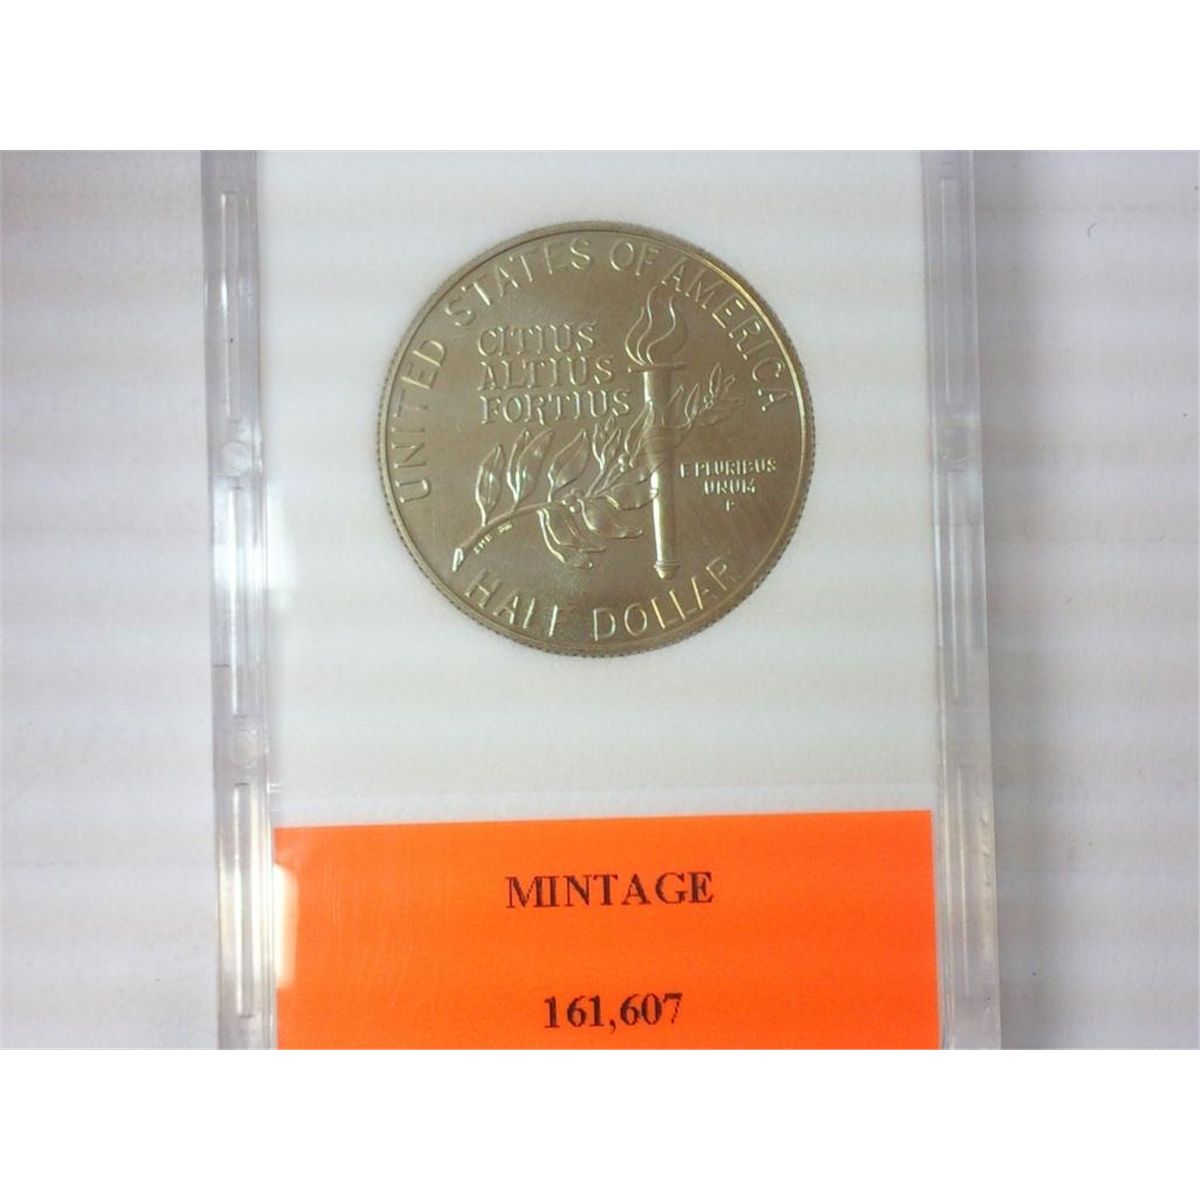 UNITED STATES OF AMERICA
CITIUS
ALTIUS
FORTIUS
E PLURIBUS
UNUM
P
HALF DOLLAR
MINTAGE
161,607